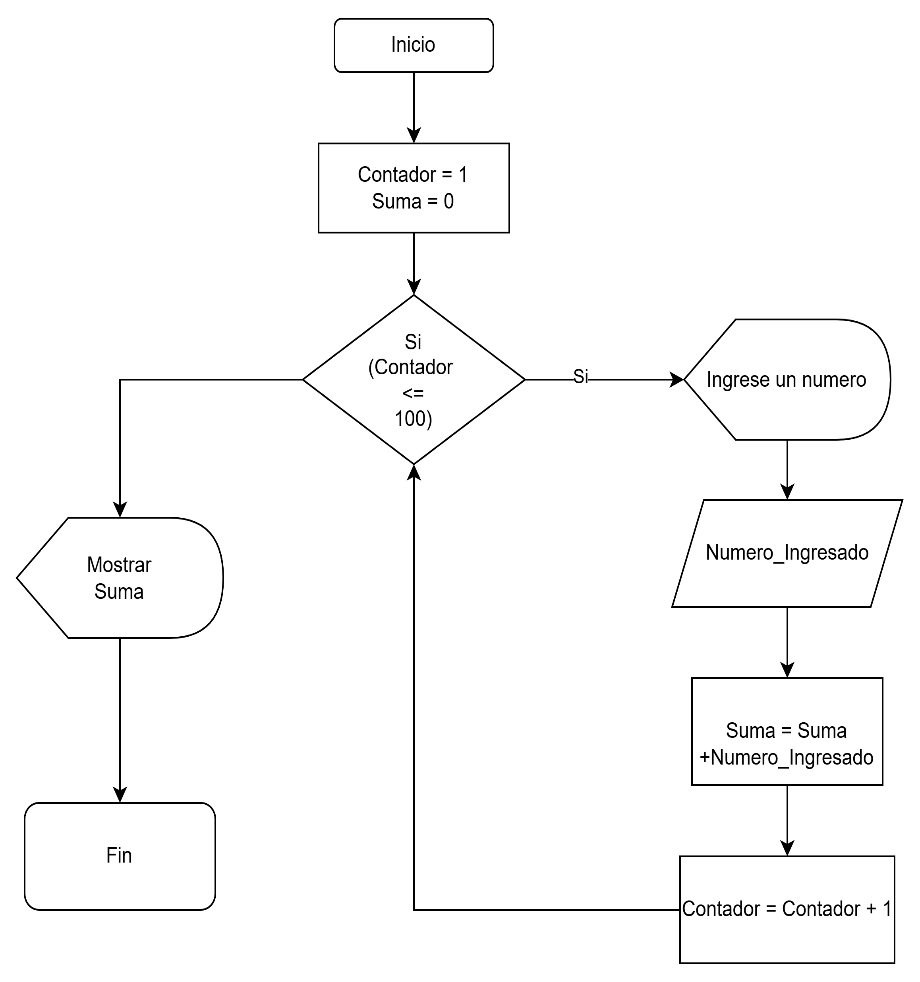 Inicio
Contador = 1
Suma = 0
Si
(Contador
<=
100)
Si
Ingrese un numero
Numero_Ingresado
Suma = Suma
+Numero_Ingresado
Contador = Contador + 1
Mostrar
Suma
Fin